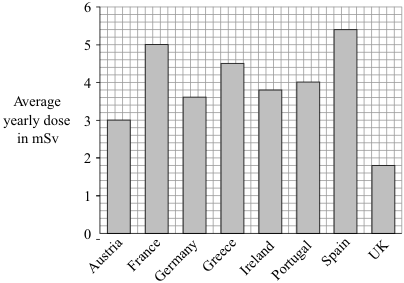 6
5
4
3
2
1
0
Average
yearly dose
in mSv
Austria
France
Germany
Greece
Ireland
Portugal
Spain
UK